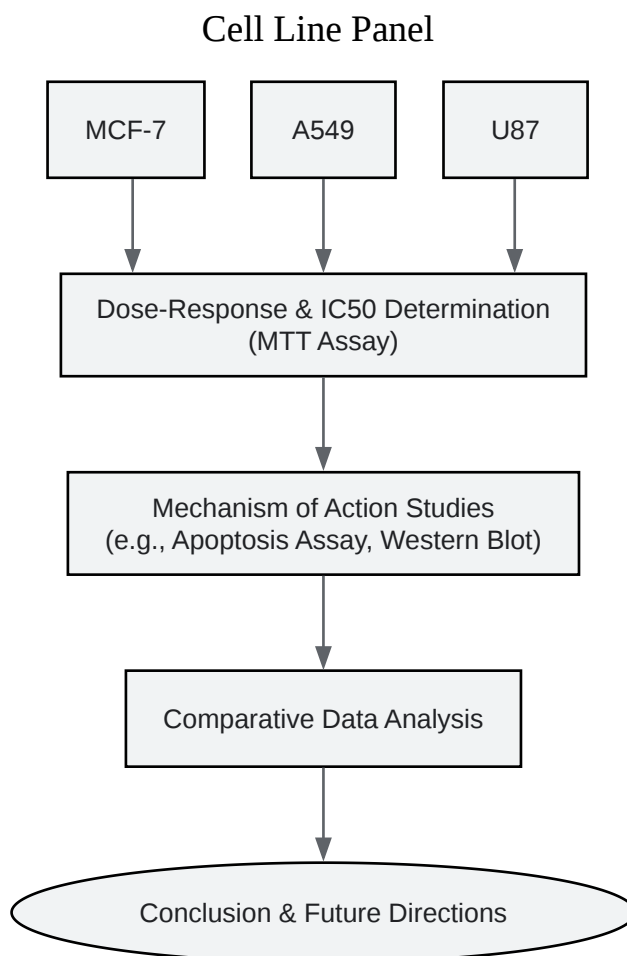 Cell Line Panel
MCF-7
A549
U87
Dose-Response & IC50 Determination
(MTT Assay)
Mechanism of Action Studies
(e.g., Apoptosis Assay, Western Blot)
Comparative Data Analysis
Conclusion & Future Directions